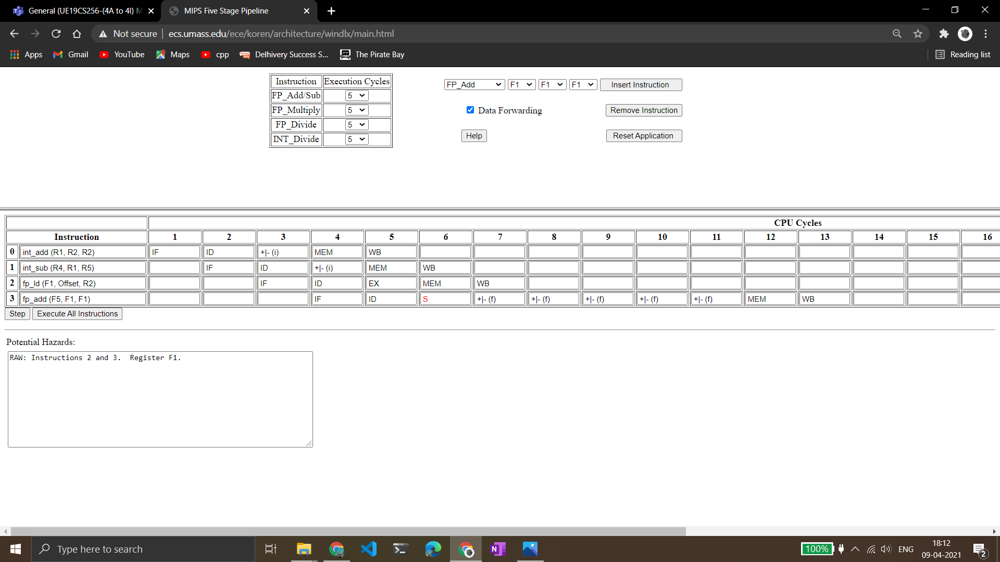 General (UE19CS256-(4A to 4I) M
MIPS Five Stage Pipeline
Not secure
ecs.umass.edu/ece/koren/architecture/windlx/main.html
Apps
Gmail
YouTube
Maps
cpp
Delhivery Success S...
The Pirate Bay
Reading list
Instruction Execution Cycles
FP_Add/Sub 5
FP_Multiply 5
FP_Divide 5
INT_Divide 5
FP_Add F1 F1 F1 Insert Instruction
Data Forwarding Remove Instruction
Help Reset Application
CPU Cycles
Instruction 1 2 3 4 5 6 7 8 9 10 11 12 13 14 15 16
0 int_add (R1, R2, R2) IF ID +|- (i) MEM WB
1 int_sub (R4, R1, R5) IF ID +|- (i) MEM WB
2 fp_ld (F1, Offset, R2) IF ID EX MEM WB
3 fp_add (F5, F1, F1) IF ID S +|- (f) +|- (f) +|- (f) +|- (f) +|- (f) MEM WB
Step Execute All Instructions
Potential Hazards:
RAW: Instructions 2 and 3.  Register F1.
Type here to search
100%
ENG
18:12
09-04-2021
2